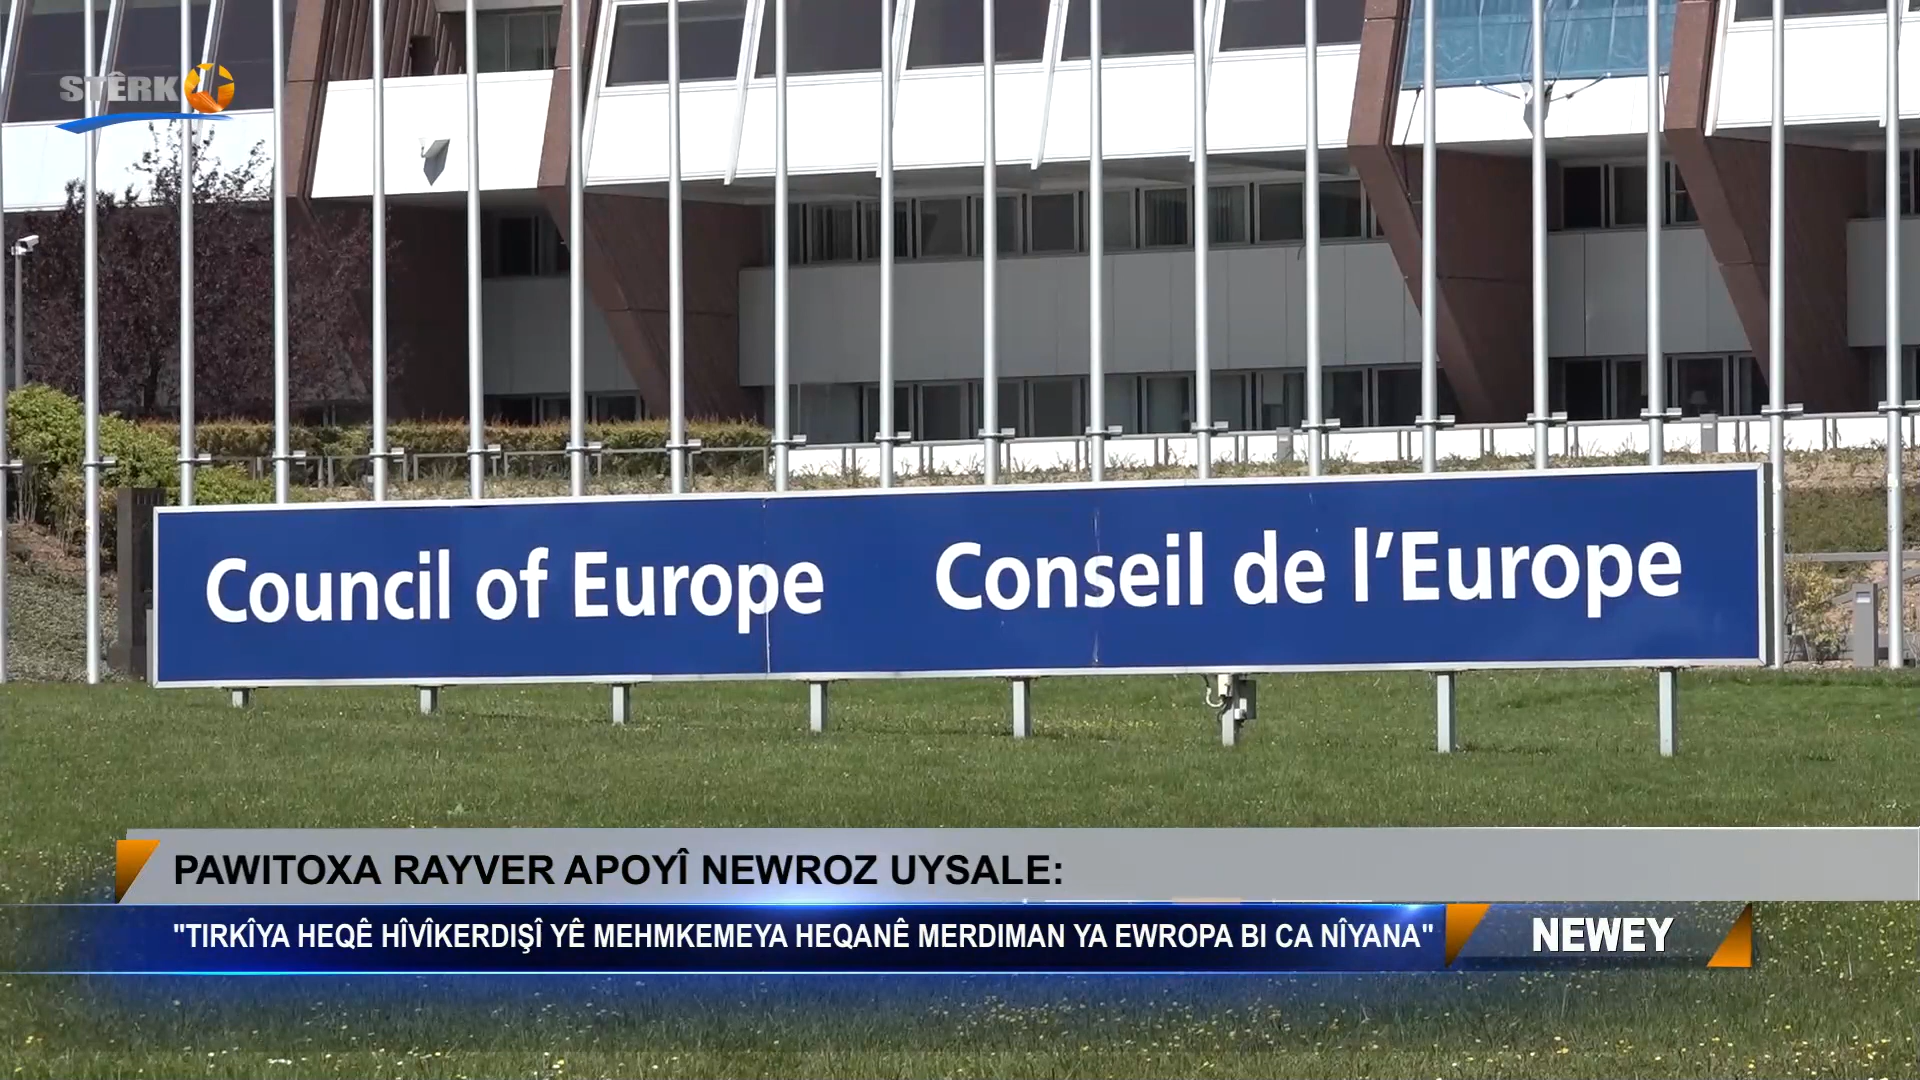 STÊRK
Council of Europe Conseil de l'Europe
PAWITOXA RAYVER APOYÎ NEWROZ UYSALE:
"TIRKÎYA HEQÊ HÎVÎKERDIŞÎ YÊ MEHMKEMEYA HEQANÊ MERDIMAN YA EWROPA BI CA NÎYANA" NEWEY